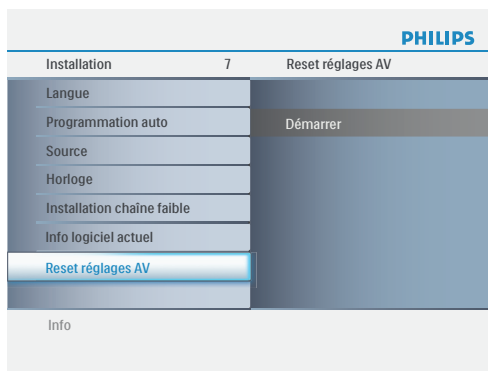 PHILIPS
Installation 7 Reset réglages AV
Langue
Programmation auto Démarrer
Source
Horloge
Installation chaîne faible
Info logiciel actuel
Reset réglages AV
Info